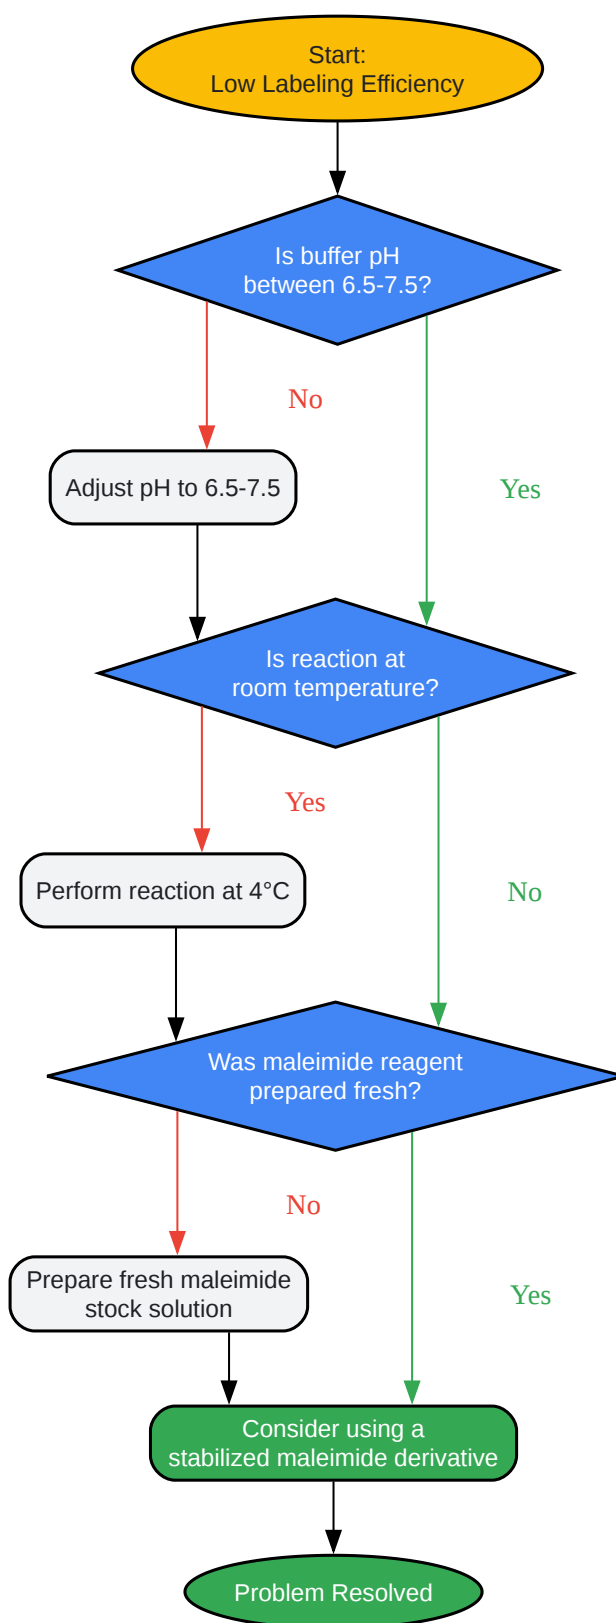 Start:
Low Labeling Efficiency
Is buffer pH
between 6.5-7.5?
No
Adjust pH to 6.5-7.5
Yes
Is reaction at
room temperature?
Yes
Perform reaction at 4°C
No
Was maleimide reagent
prepared fresh?
No
Prepare fresh maleimide
stock solution
Yes
Consider using a
stabilized maleimide derivative
Problem Resolved